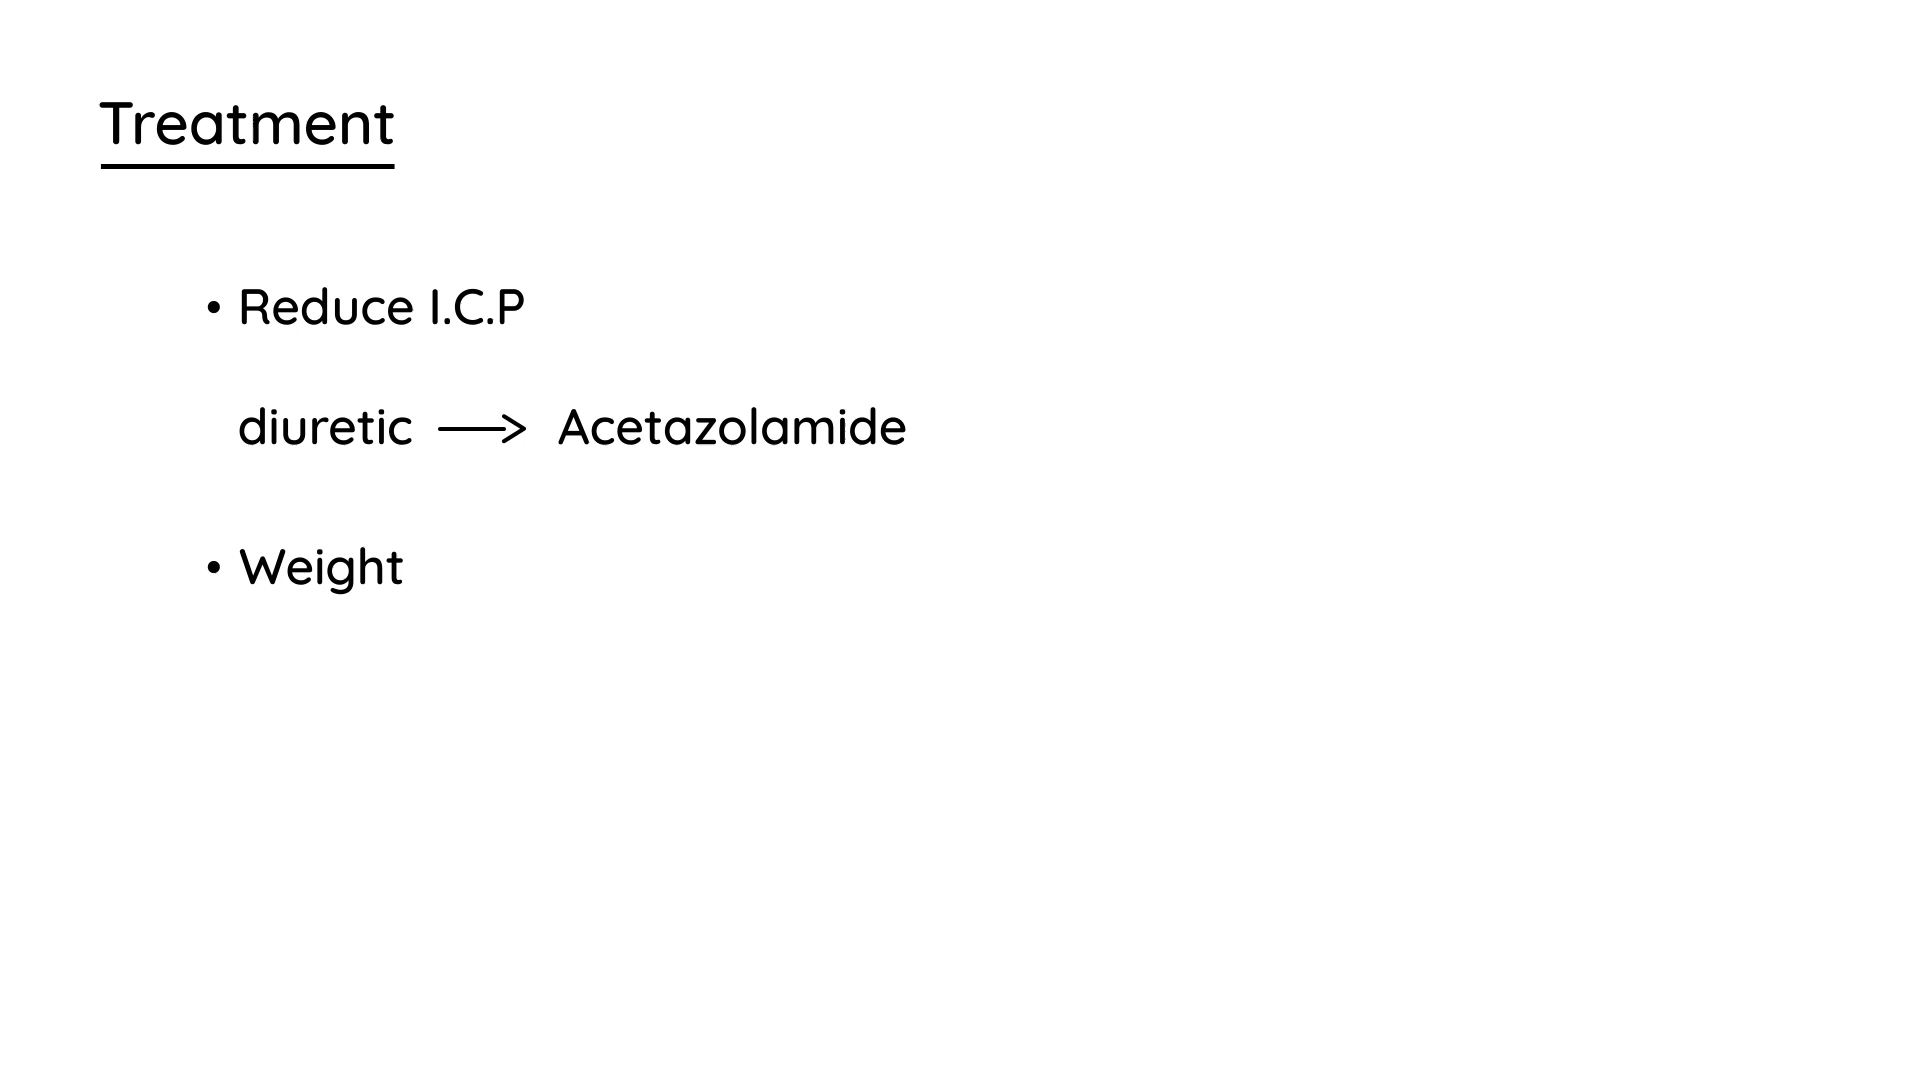 Treatment
• Reduce I.C.P
diuretic → Acetazolamide
• Weight